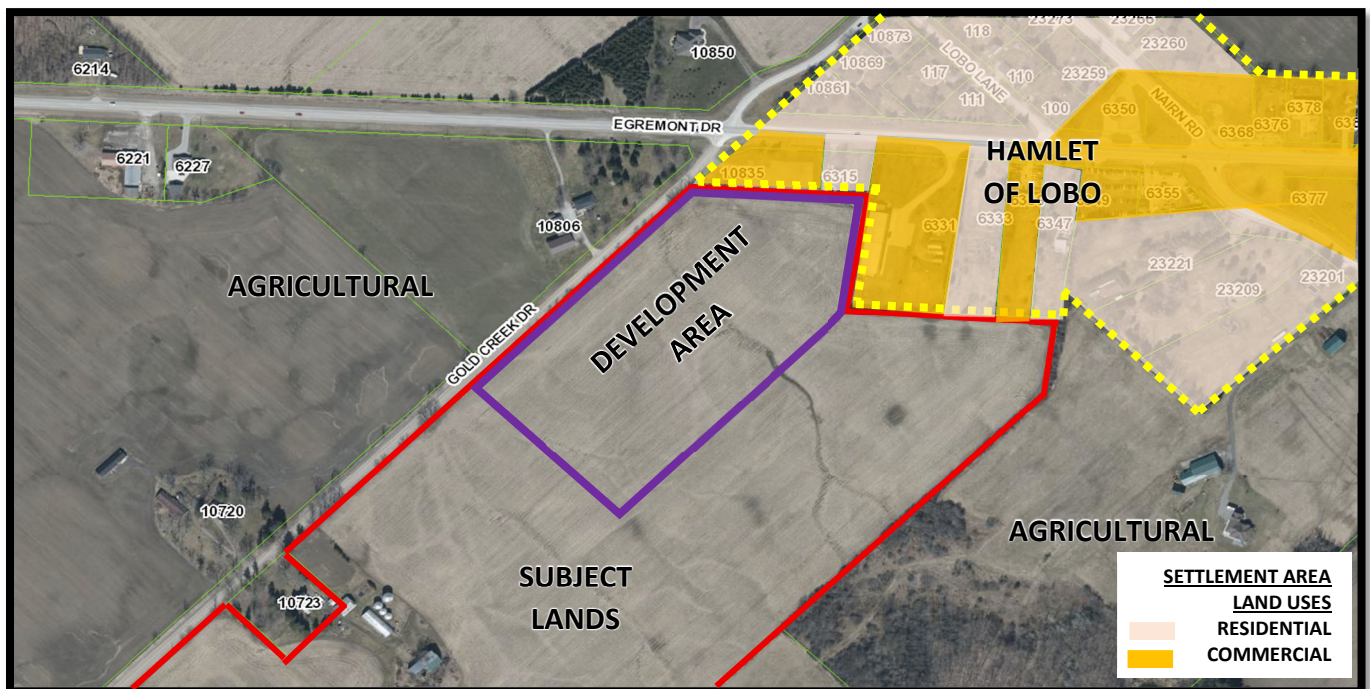 23273
23266
10873
118
23260
6214
10850
10869
LOBO LANE
117
110
23259
10861
111
100
6350
NAIRN RD
6378
6376
6368
EGREMONT DR
HAMLET
OF LOBO
6221
6227
10835
6315
6355
6377
6331
6333
6347
10806
23221
23209
23201
AGRICULTURAL
DEVELOPMENT
AREA
GOLD CREEK DR
10720
AGRICULTURAL
SUBJECT
LANDS
10723
SETTLEMENT AREA
LAND USES
RESIDENTIAL
COMMERCIAL